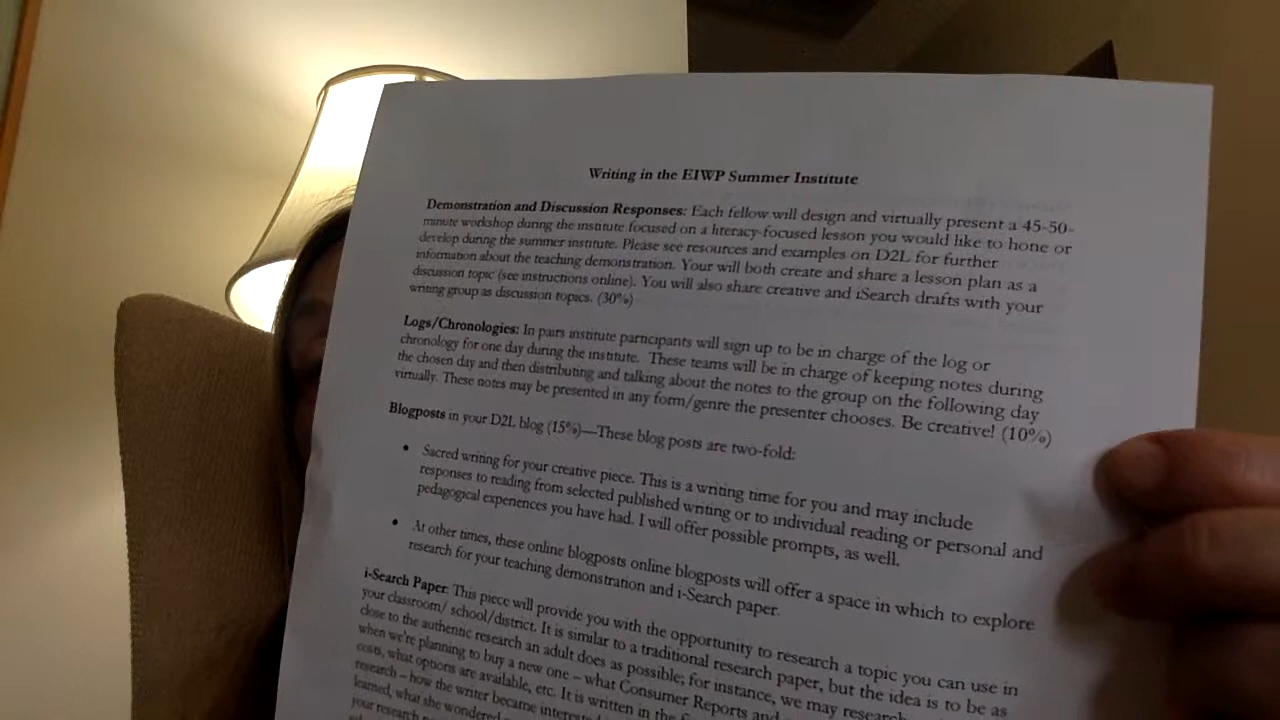 Writing in the EIWP Summer Institute
Demonstration and Discussion Responses: Each fellow will design and virtually present a 45-50-
minute workshop during the institute focused on a literacy-focused lesson you would like to hone or
develop during the summer institute. Please see resources and examples on D2L for further
information about the teaching demonstration. Your will both create and share a lesson plan as a
discussion topic (see instructions online). You will also share creative and iSearch drafts with your
writing group as discussion topics. (30%)
Logs/Chronologies: In pairs institute participants will sign up to be in charge of the log or
chronology for one day during the institute. These teams will be in charge of keeping notes during
the chosen day and then distributing and talking about the notes to the group on the following day
virtually. These notes may be presented in any form/genre the presenter chooses. Be creative! (10%)
Blogposts in your D2L blog (15%)—These blog posts are two-fold:
• Sacred writing for your creative piece. This is a writing time for you and may include
responses to reading from selected published writing or to individual reading or personal and
pedagogical experiences you have had. I will offer possible prompts, as well.
• At other times, these online blogposts online blogposts will offer a space in which to explore
research for your teaching demonstration and i-Search paper.
i-Search Paper: This piece will provide you with the opportunity to research a topic you can use in
your classroom/ school/district. It is similar to a traditional research paper, but the idea is to be as
close to the authentic research an adult does as possible; for instance, we may research
when we're planning to buy a new one – what Consumer Reports and
costs, what options are available, etc. It is written in the
research – how the writer became
learned, what she wondered
your research